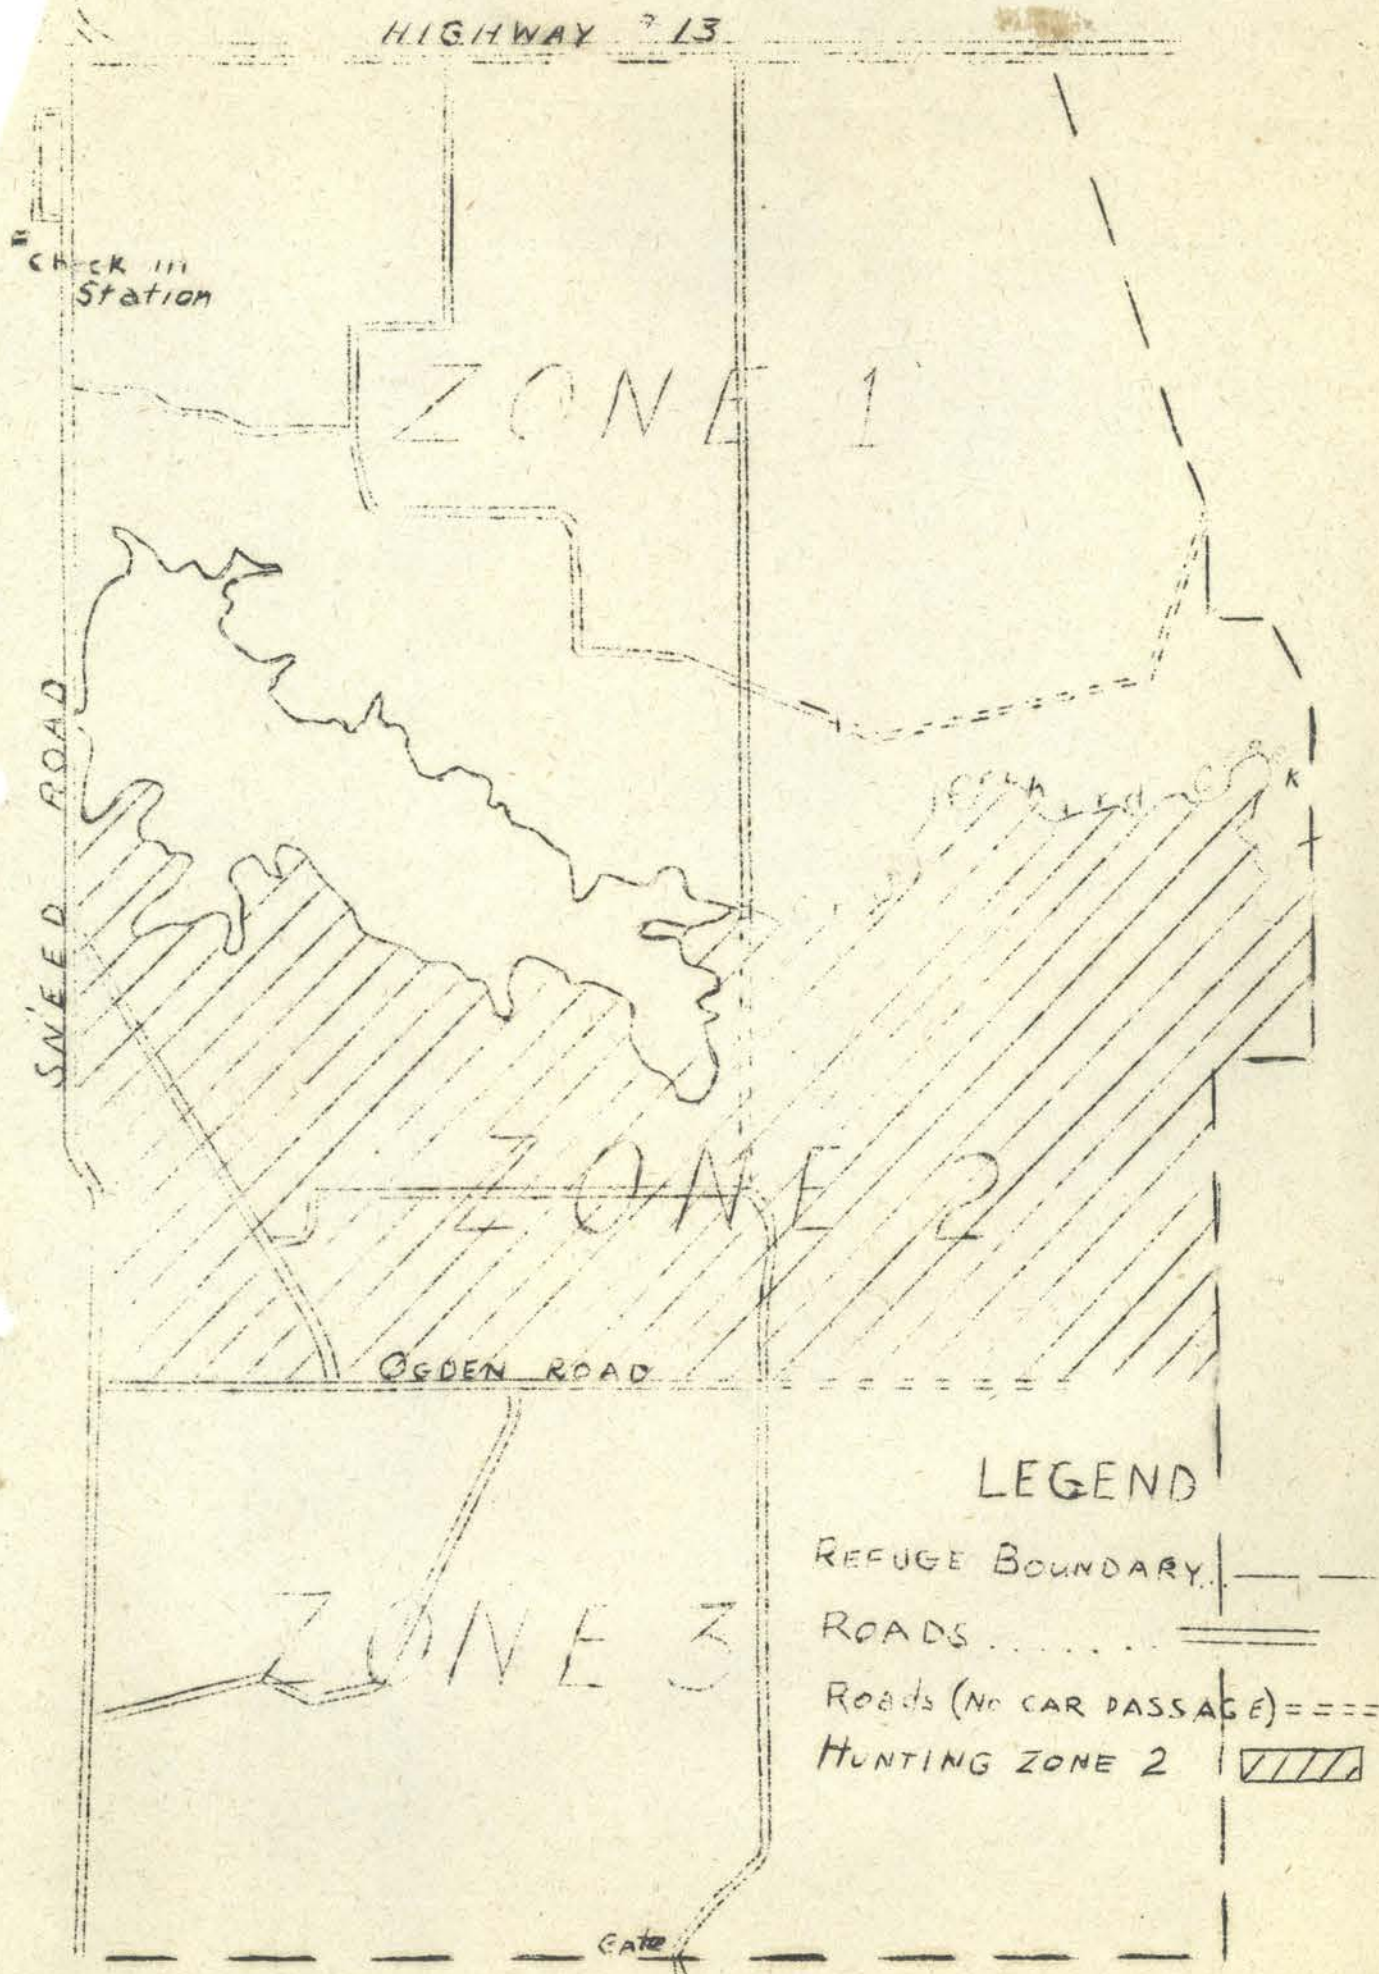 HIGHWAY # 13
Check in
Station
ZONE 1
SNEED ROAD
ZONE 2
OGDEN ROAD
LEGEND
REFUGE BOUNDARY
ROADS.......
Roads (No CAR PASSAGE)
HUNTING ZONE 2
ZONE 3
Gate